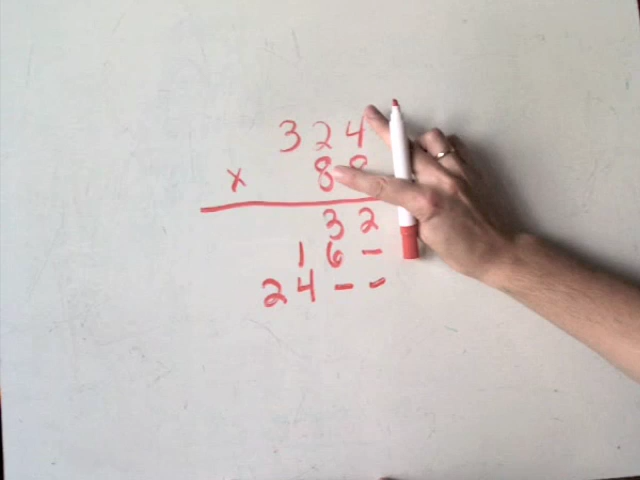 324
x 88
32
16-
24--